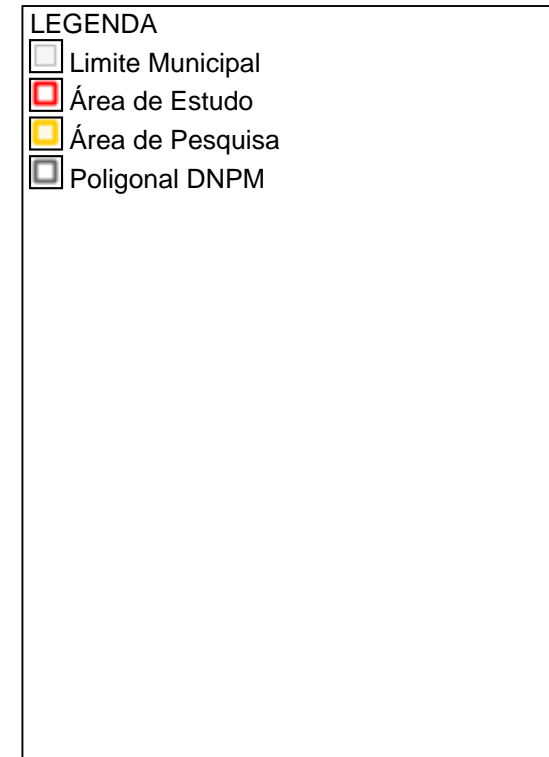 LEGENDA
Limite Municipal
Área de Estudo
Área de Pesquisa
Poligonal DNPM